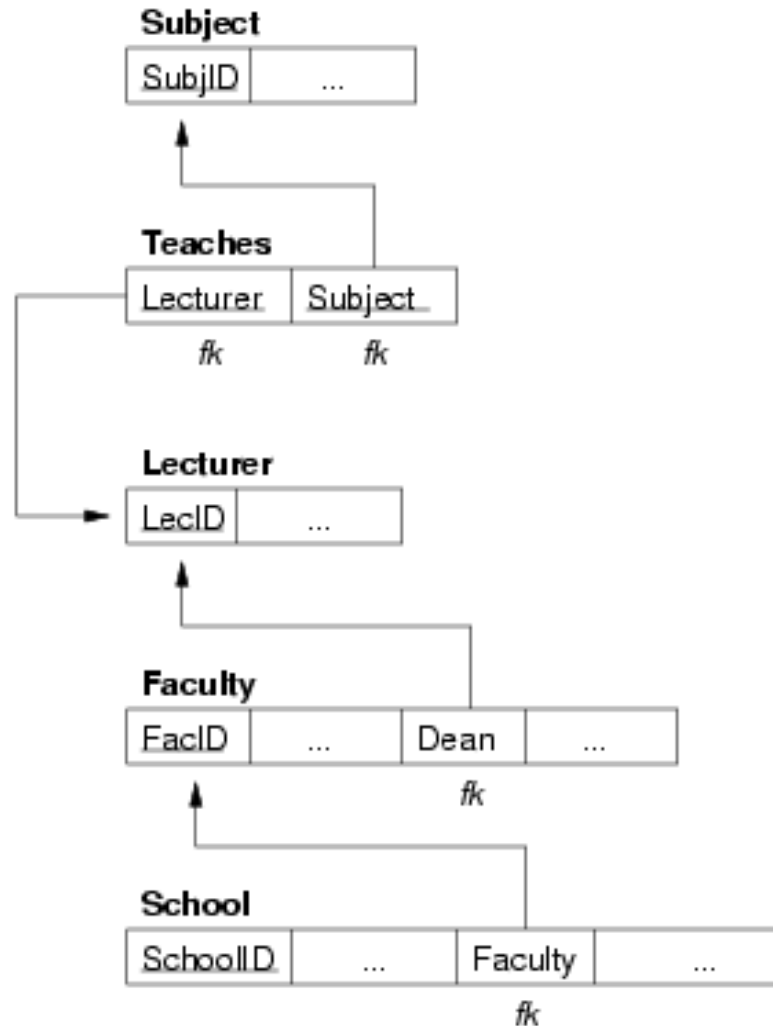 Subject
SubjID ...
Teaches
Lecturer Subject
fk fk
Lecturer
LecID ...
Faculty
FacID ... Dean ...
fk
School
SchoolID ... Faculty ...
fk